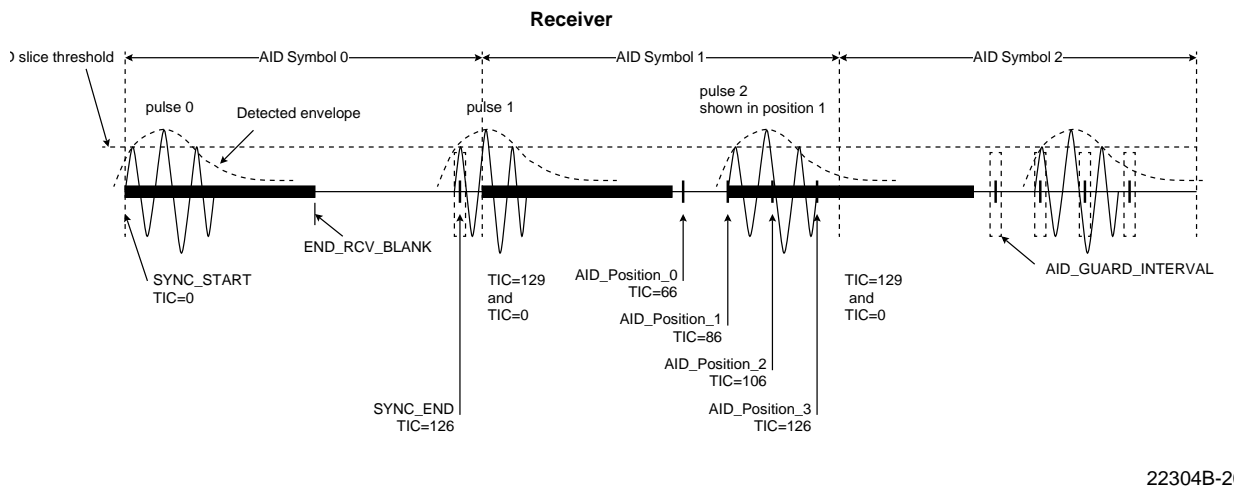 Receiver
slice threshold
AID Symbol 0
AID Symbol 1
AID Symbol 2
pulse 0
Detected envelope
pulse 1
pulse 2
shown in position 1
END_RCV_BLANK
SYNC_START
TIC=0
TIC=129
and
TIC=0
AID_Position_0
TIC=66
TIC=129
and
TIC=0
AID_GUARD_INTERVAL
AID_Position_1
TIC=86
AID_Position_2
TIC=106
SYNC_END
TIC=126
AID_Position_3
TIC=126